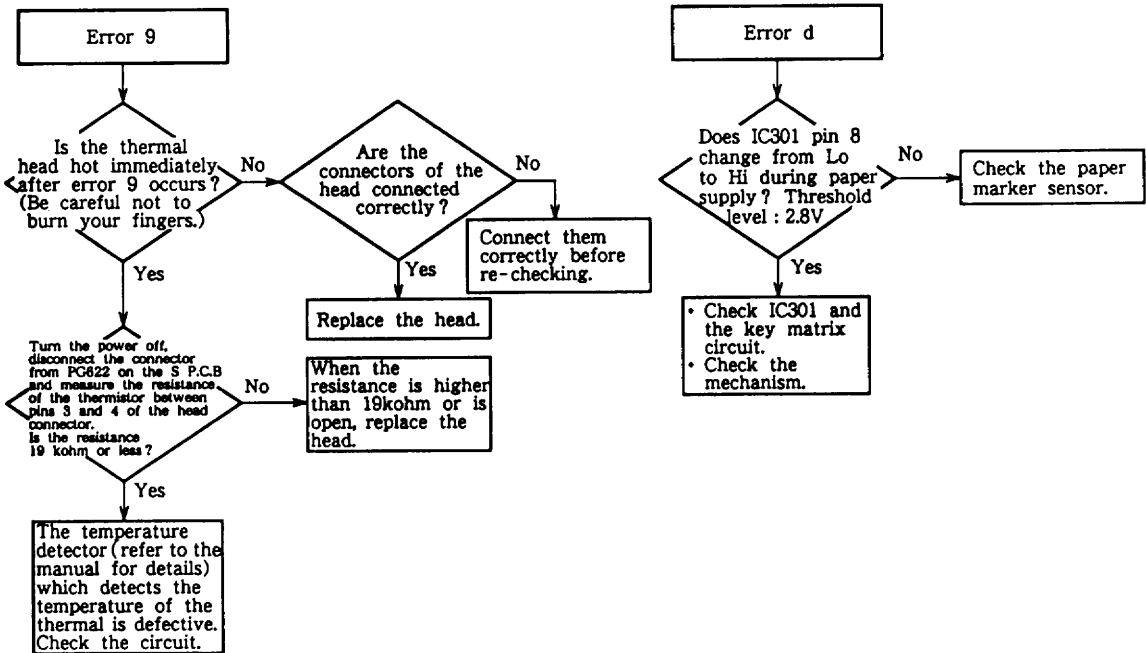 Error 9
Is the thermal
head hot immediately
after error 9 occurs?
(Be careful not to
burn your fingers.)
No
Are the
connectors of the
head connected
correctly?
No
Connect them
correctly before
re-checking.
Yes
Replace the head.
Yes
Turn the power off,
disconnect the connector
from PG622 on the S P.C.B
and measure the resistance
of the thermistor between
pins 3 and 4 of the head
connector.
Is the resistance
19 kohm or less?
No
When the
resistance is higher
than 19kohm or is
open, replace the
head.
Yes
The temperature
detector (refer to the
manual for details)
which detects the
temperature of the
thermal is defective.
Check the circuit.
Error d
Does IC301 pin 8
change from Lo
to Hi during paper
supply? Threshold
level : 2.8V
No
Check the paper
marker sensor.
Yes
• Check IC301 and
the key matrix
circuit.
• Check the
mechanism.